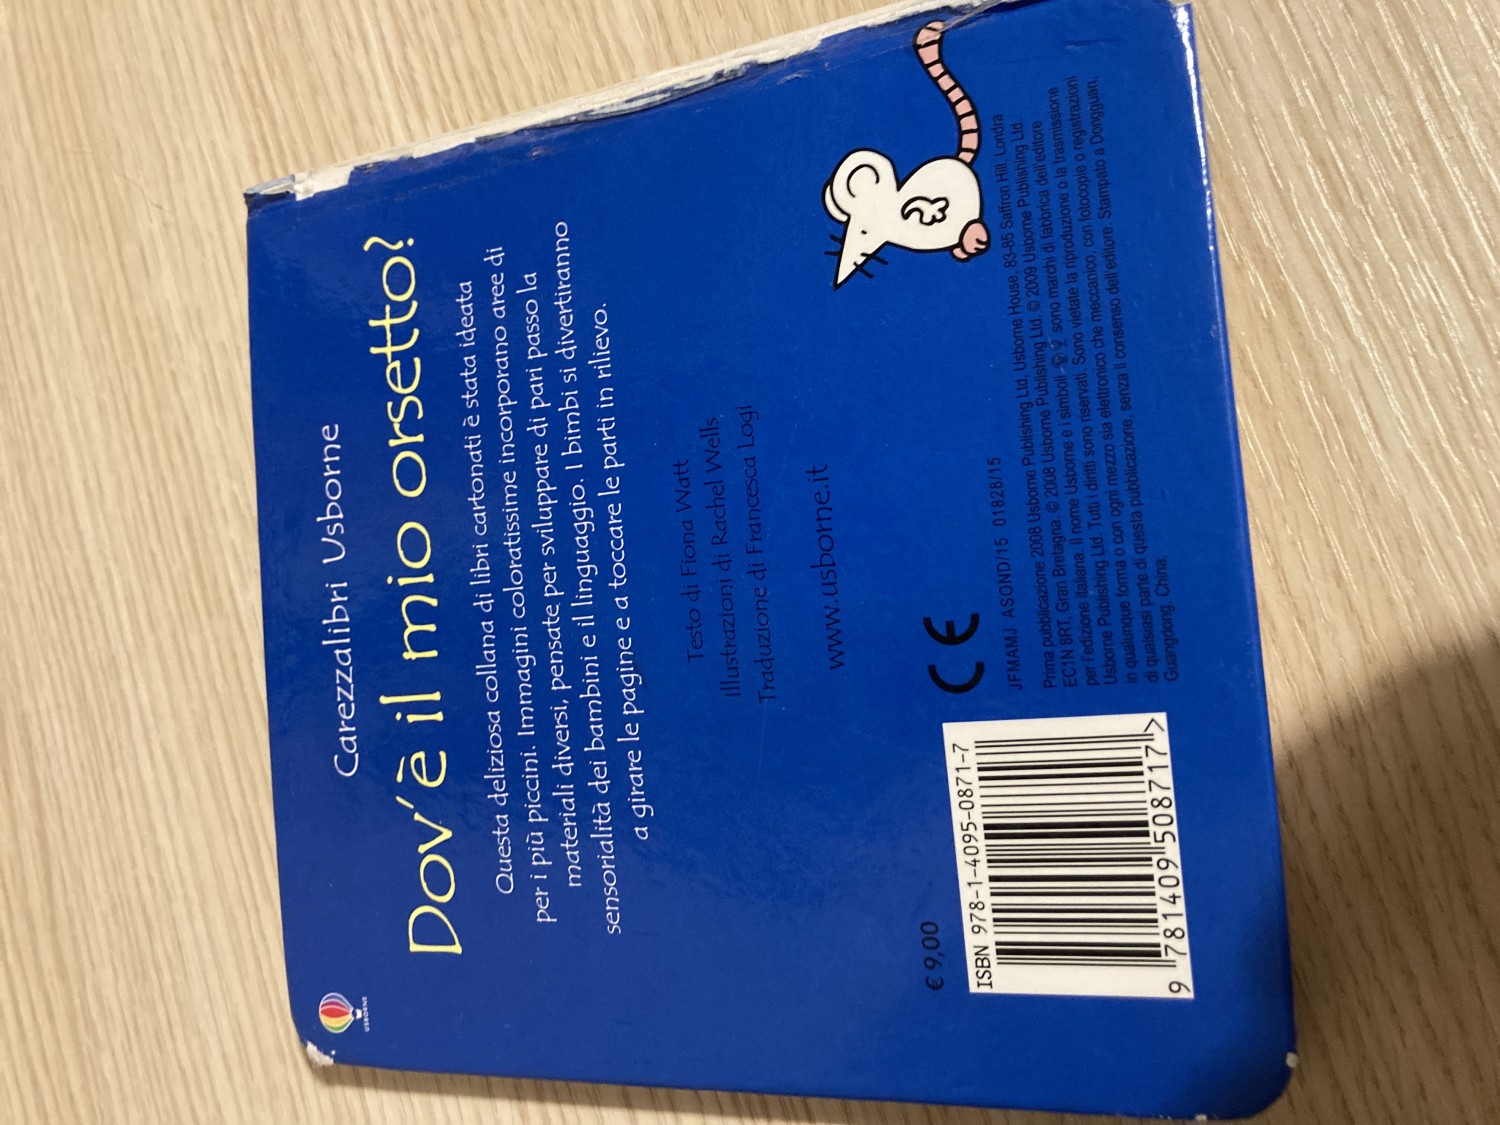 USBORNE
Carezzalibri Usborne
Dov'è il mio orsetto?
Questa deliziosa collana di libri cartonati è stata ideata
per i più piccini. Immagini coloratissime incorporano aree di
materiali diversi, pensate per sviluppare di pari passo la
sensorialità dei bambini e il linguaggio. I bimbi si divertiranno
a girare le pagine e a toccare le parti in rilievo.
Testo di Fiona Watt
Illustrazioni di Rachel Wells
Traduzione di Francesca Logi
www.usborne.it
€ 9,00
ISBN 978-1-4095-0871-7
9 781409 508717 >
CE
JFMAMJ ASOND/15 01828/15
Prima pubblicazione 2008 Usborne Publishing Ltd, Usborne House, 83-85 Saffron Hill, Londra
EC1N 8RT, Gran Bretagna. © 2008 Usborne Publishing Ltd. © 2009 Usborne Publishing Ltd.
per l'edizione italiana. Il nome Usborne e i simboli sono marchi di fabbrica dell'editore
Usborne Publishing Ltd. Tutti i diritti sono riservati. Sono vietate la riproduzione o la trasmissione
in qualunque forma o con ogni mezzo sia elettronico che meccanico, con fotocopie o registrazioni
di qualsiasi parte di questa pubblicazione, senza il consenso dell'editore. Stampato a Dongguan,
Guangdong, China.